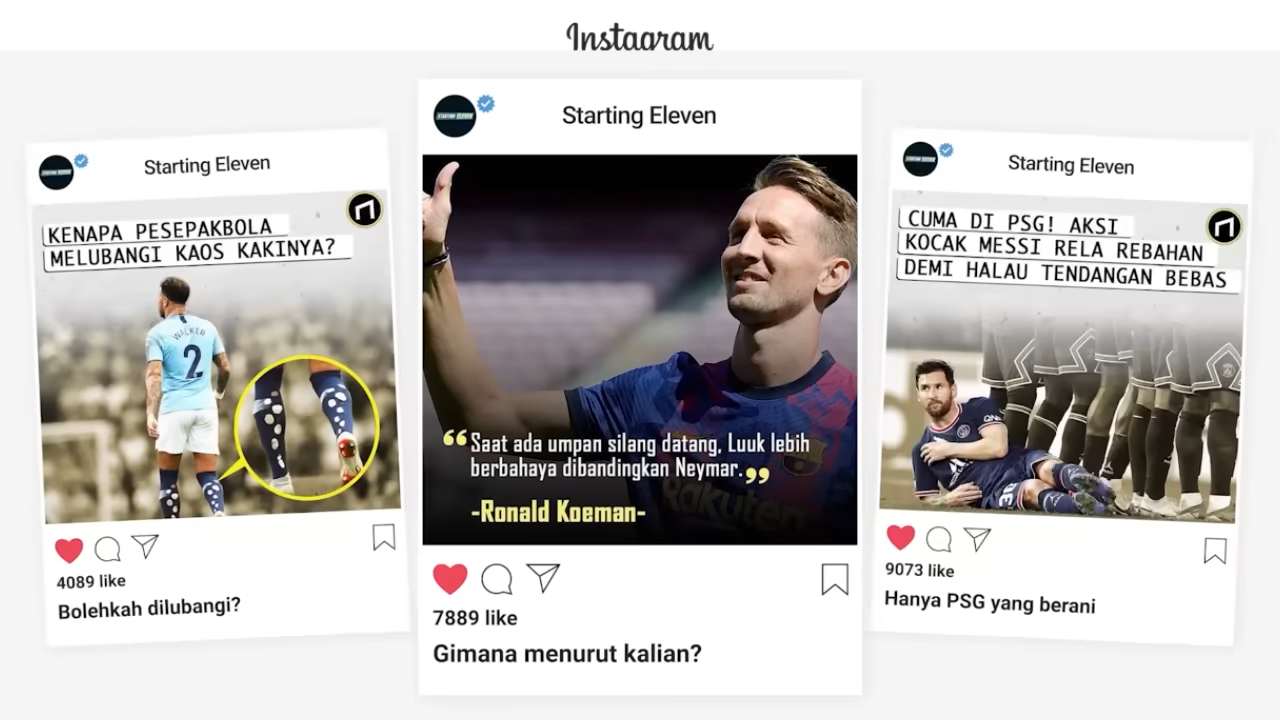 Instagram
Starting Eleven
KENAPA PESEPAKBOLA
MELUBANGI KAOS KAKINYA?
WALKER
2
4089 like
Bolehkah dilubangi?
STARTING ELEVEN
Starting Eleven
“Saat ada umpan silang datang, Luuk lebih
berbahaya dibandingkan Neymar.”
-Ronald Koeman-
Rakuten
7889 like
Gimana menurut kalian?
Starting Eleven
CUMA DI PSG! AKSI
KOCAK MESSI RELA REBAHAN
DEMI HALAU TENDANGAN BEBAS
9073 like
Hanya PSG yang berani